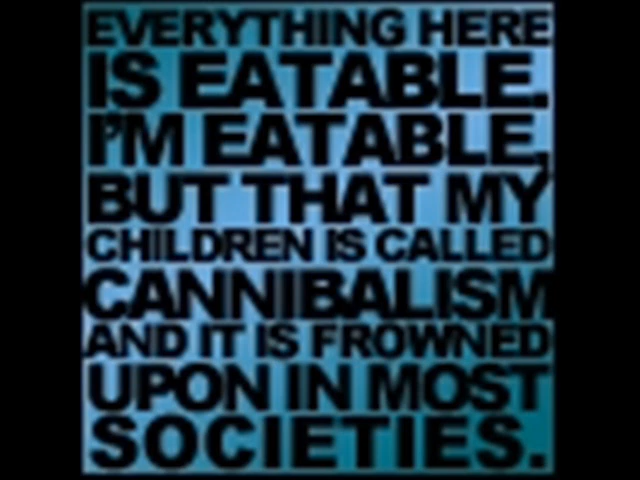 EVERYTHING HERE
IS EATABLE.
I'M EATABLE,
BUT THAT MY
CHILDREN IS CALLED
CANNIBALISM
AND IT IS FROWNED
UPON IN MOST
SOCIETIES.